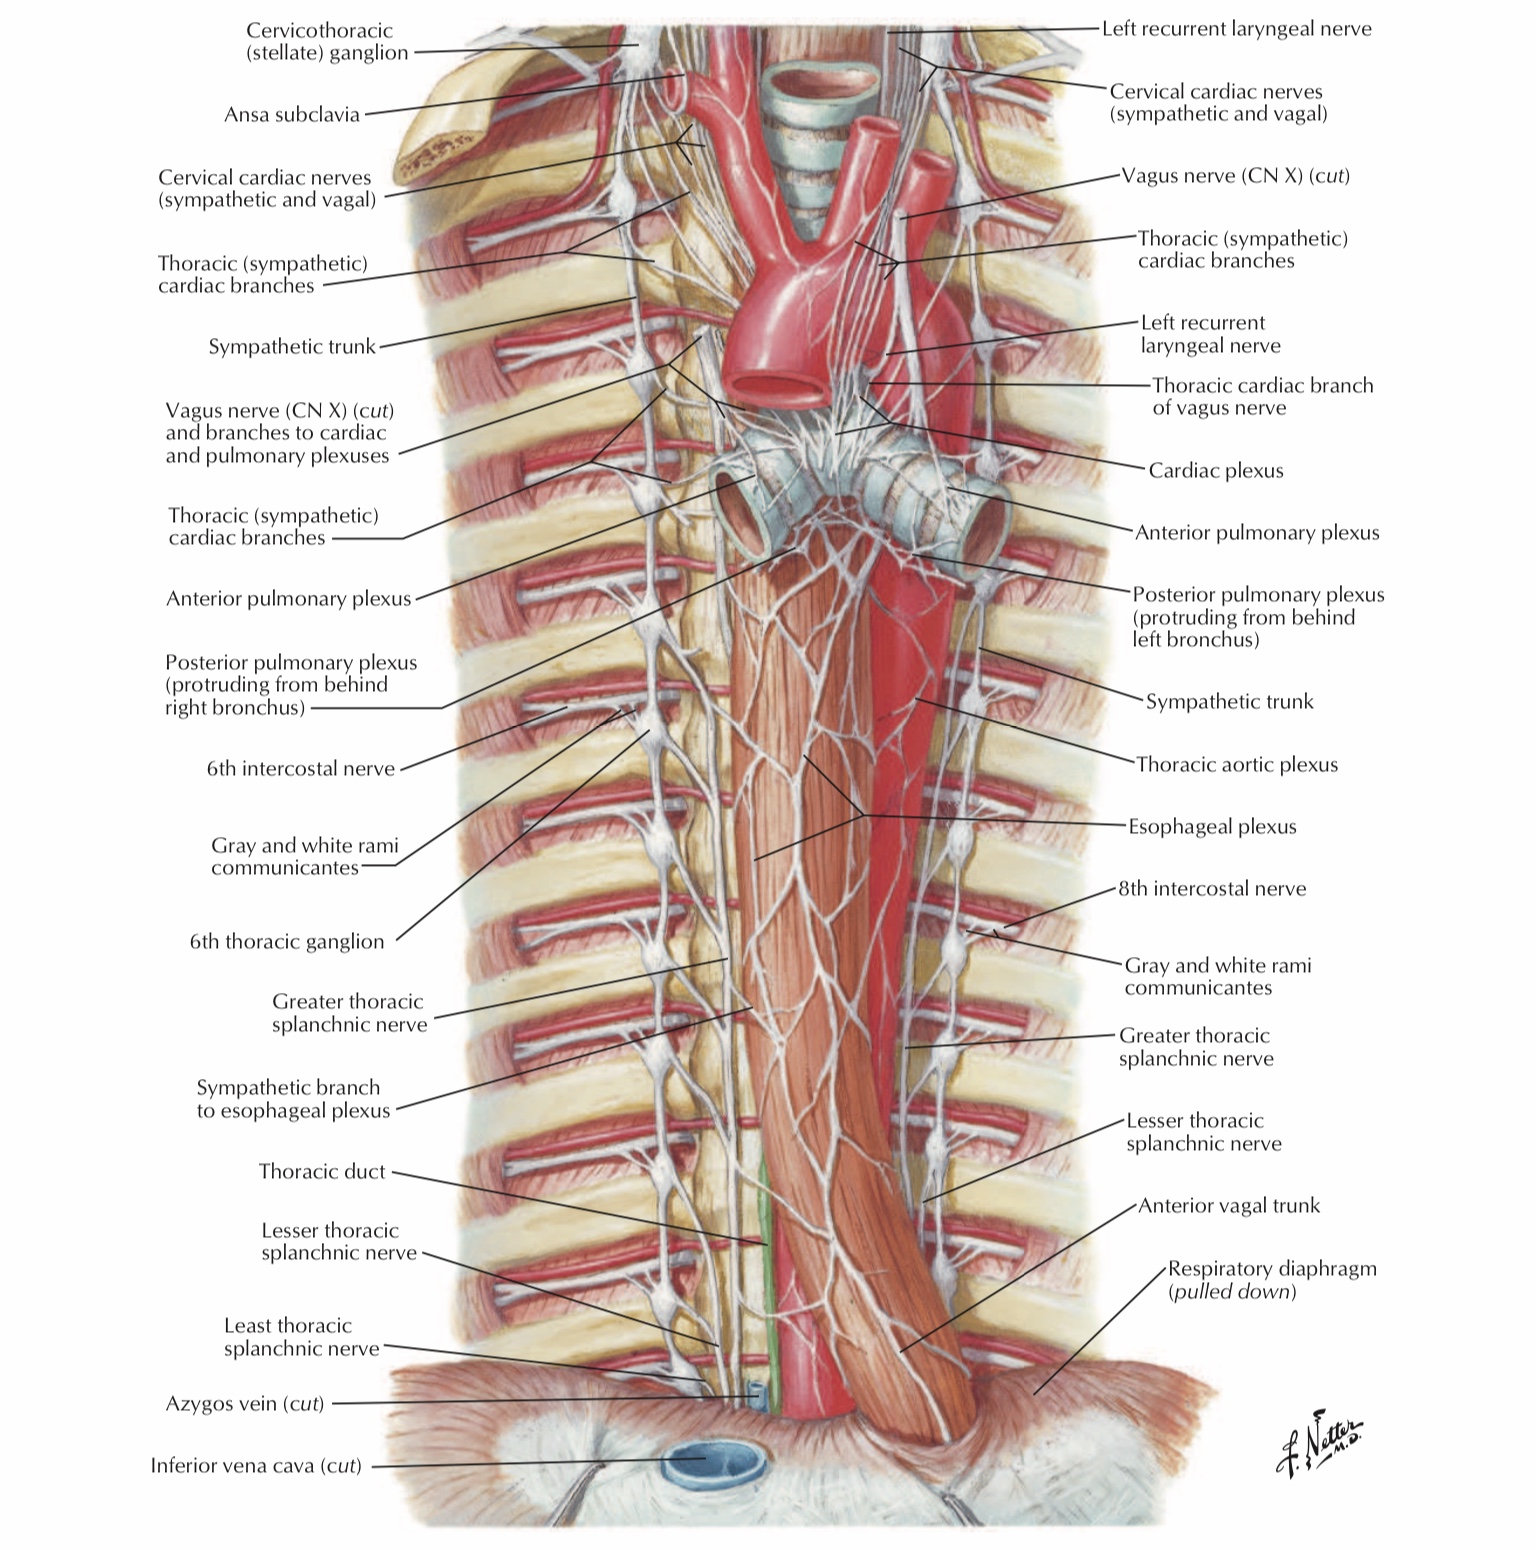 Cervicothoracic
(stellate) ganglion
Ansa subclavia
Cervical cardiac nerves
(sympathetic and vagal)
Thoracic (sympathetic)
cardiac branches
Sympathetic trunk
Vagus nerve (CN X) (cut)
and branches to cardiac
and pulmonary plexuses
Thoracic (sympathetic)
cardiac branches
Anterior pulmonary plexus
Posterior pulmonary plexus
(protruding from behind
right bronchus)
6th intercostal nerve
Gray and white rami
communicantes
6th thoracic ganglion
Greater thoracic
splanchnic nerve
Sympathetic branch
to esophageal plexus
Thoracic duct
Lesser thoracic
splanchnic nerve
Least thoracic
splanchnic nerve
Azygos vein (cut)
Inferior vena cava (cut)
Left recurrent laryngeal nerve
Cervical cardiac nerves
(sympathetic and vagal)
Vagus nerve (CN X) (cut)
Thoracic (sympathetic)
cardiac branches
Left recurrent
laryngeal nerve
Thoracic cardiac branch
of vagus nerve
Cardiac plexus
Anterior pulmonary plexus
Posterior pulmonary plexus
(protruding from behind
left bronchus)
Sympathetic trunk
Thoracic aortic plexus
Esophageal plexus
8th intercostal nerve
Gray and white rami
communicantes
Greater thoracic
splanchnic nerve
Lesser thoracic
splanchnic nerve
Anterior vagal trunk
Respiratory diaphragm
(pulled down)
F. Netter
M.D.